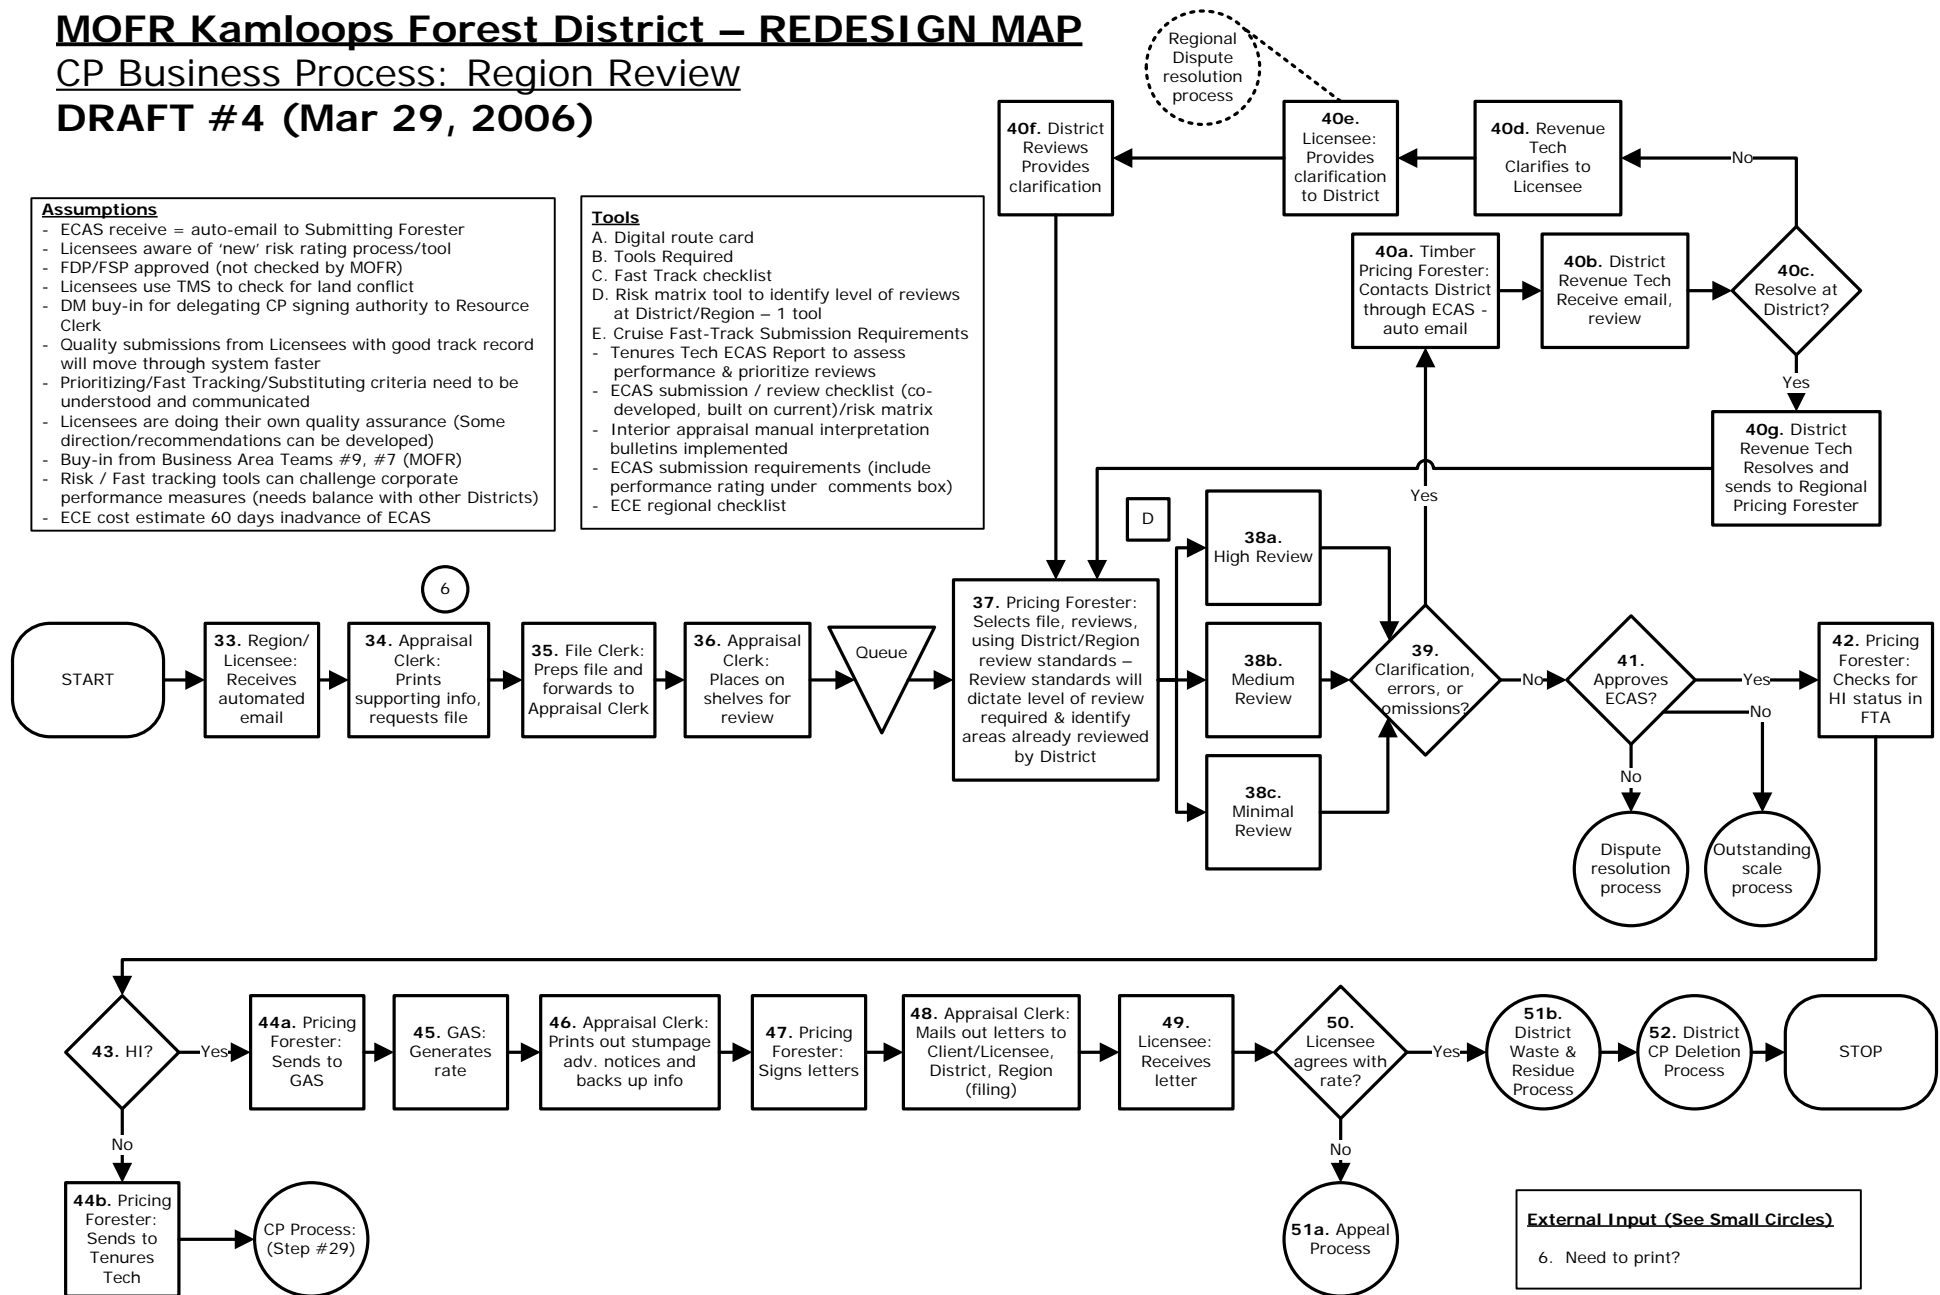 MOFR Kamloops Forest District – REDESIGN MAP
CP Business Process: Region Review
DRAFT #4 (Mar 29, 2006)
Regional
Dispute
resolution
process
40f. District
Reviews
Provides
clarification
40e.
Licensee:
Provides
clarification
to District
40d. Revenue
Tech
Clarifies to
Licensee
No
Assumptions
- ECAS receive = auto-email to Submitting Forester
- Licensees aware of ‘new’ risk rating process/tool
- FDP/FSP approved (not checked by MOFR)
- Licensees use TMS to check for land conflict
- DM buy-in for delegating CP signing authority to Resource
Clerk
- Quality submissions from Licensees with good track record
will move through system faster
- Prioritizing/Fast Tracking/Substituting criteria need to be
understood and communicated
- Licensees are doing their own quality assurance (Some
direction/recommendations can be developed)
- Buy-in from Business Area Teams #9, #7 (MOFR)
- Risk / Fast tracking tools can challenge corporate
performance measures (needs balance with other Districts)
- ECE cost estimate 60 days inadvance of ECAS
Tools
A. Digital route card
B. Tools Required
C. Fast Track checklist
D. Risk matrix tool to identify level of reviews
at District/Region – 1 tool
E. Cruise Fast-Track Submission Requirements
- Tenures Tech ECAS Report to assess
performance & prioritize reviews
- ECAS submission / review checklist (co-
developed, built on current)/risk matrix
- Interior appraisal manual interpretation
bulletins implemented
- ECAS submission requirements (include
performance rating under comments box)
- ECE regional checklist
40a. Timber
Pricing Forester:
Contacts District
through ECAS -
auto email
40b. District
Revenue Tech
Receive email,
review
40c.
Resolve at
District?
Yes
40g. District
Revenue Tech
Resolves and
sends to Regional
Pricing Forester
Yes
D
6
START
33. Region/
Licensee:
Receives
automated
email
34. Appraisal
Clerk:
Prints
supporting info,
requests file
35. File Clerk:
Preps file and
forwards to
Appraisal Clerk
36. Appraisal
Clerk:
Places on
shelves for
review
Queue
37. Pricing Forester:
Selects file, reviews,
using District/Region
review standards –
Review standards will
dictate level of review
required & identify
areas already reviewed
by District
38a.
High Review
38b.
Medium
Review
38c.
Minimal
Review
39.
Clarification,
errors, or
omissions?
No
41.
Approves
ECAS?
Yes
No
No
42. Pricing
Forester:
Checks for
HI status in
FTA
Dispute
resolution
process
Outstanding
scale
process
43. HI?
Yes
44a. Pricing
Forester:
Sends to
GAS
45. GAS:
Generates
rate
46. Appraisal Clerk:
Prints out stumpage
adv. notices and
backs up info
47. Pricing
Forester:
Signs letters
48. Appraisal Clerk:
Mails out letters to
Client/Licensee,
District, Region
(filing)
49.
Licensee:
Receives
letter
50.
Licensee
agrees with
rate?
Yes
51b.
District
Waste &
Residue
Process
52. District
CP Deletion
Process
STOP
No
44b. Pricing
Forester:
Sends to
Tenures
Tech
CP Process:
(Step #29)
No
51a. Appeal
Process
External Input (See Small Circles)
6. Need to print?